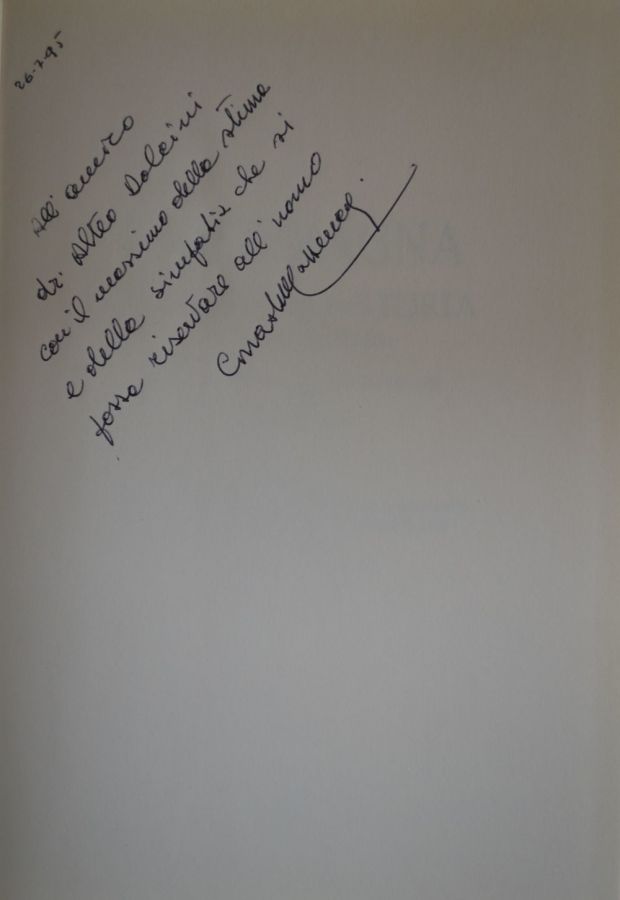 26-7-95
All' amico
dr. Alteo Dolcini
con il massimo della stima
e della simpatia che si
possa riservare all' uomo